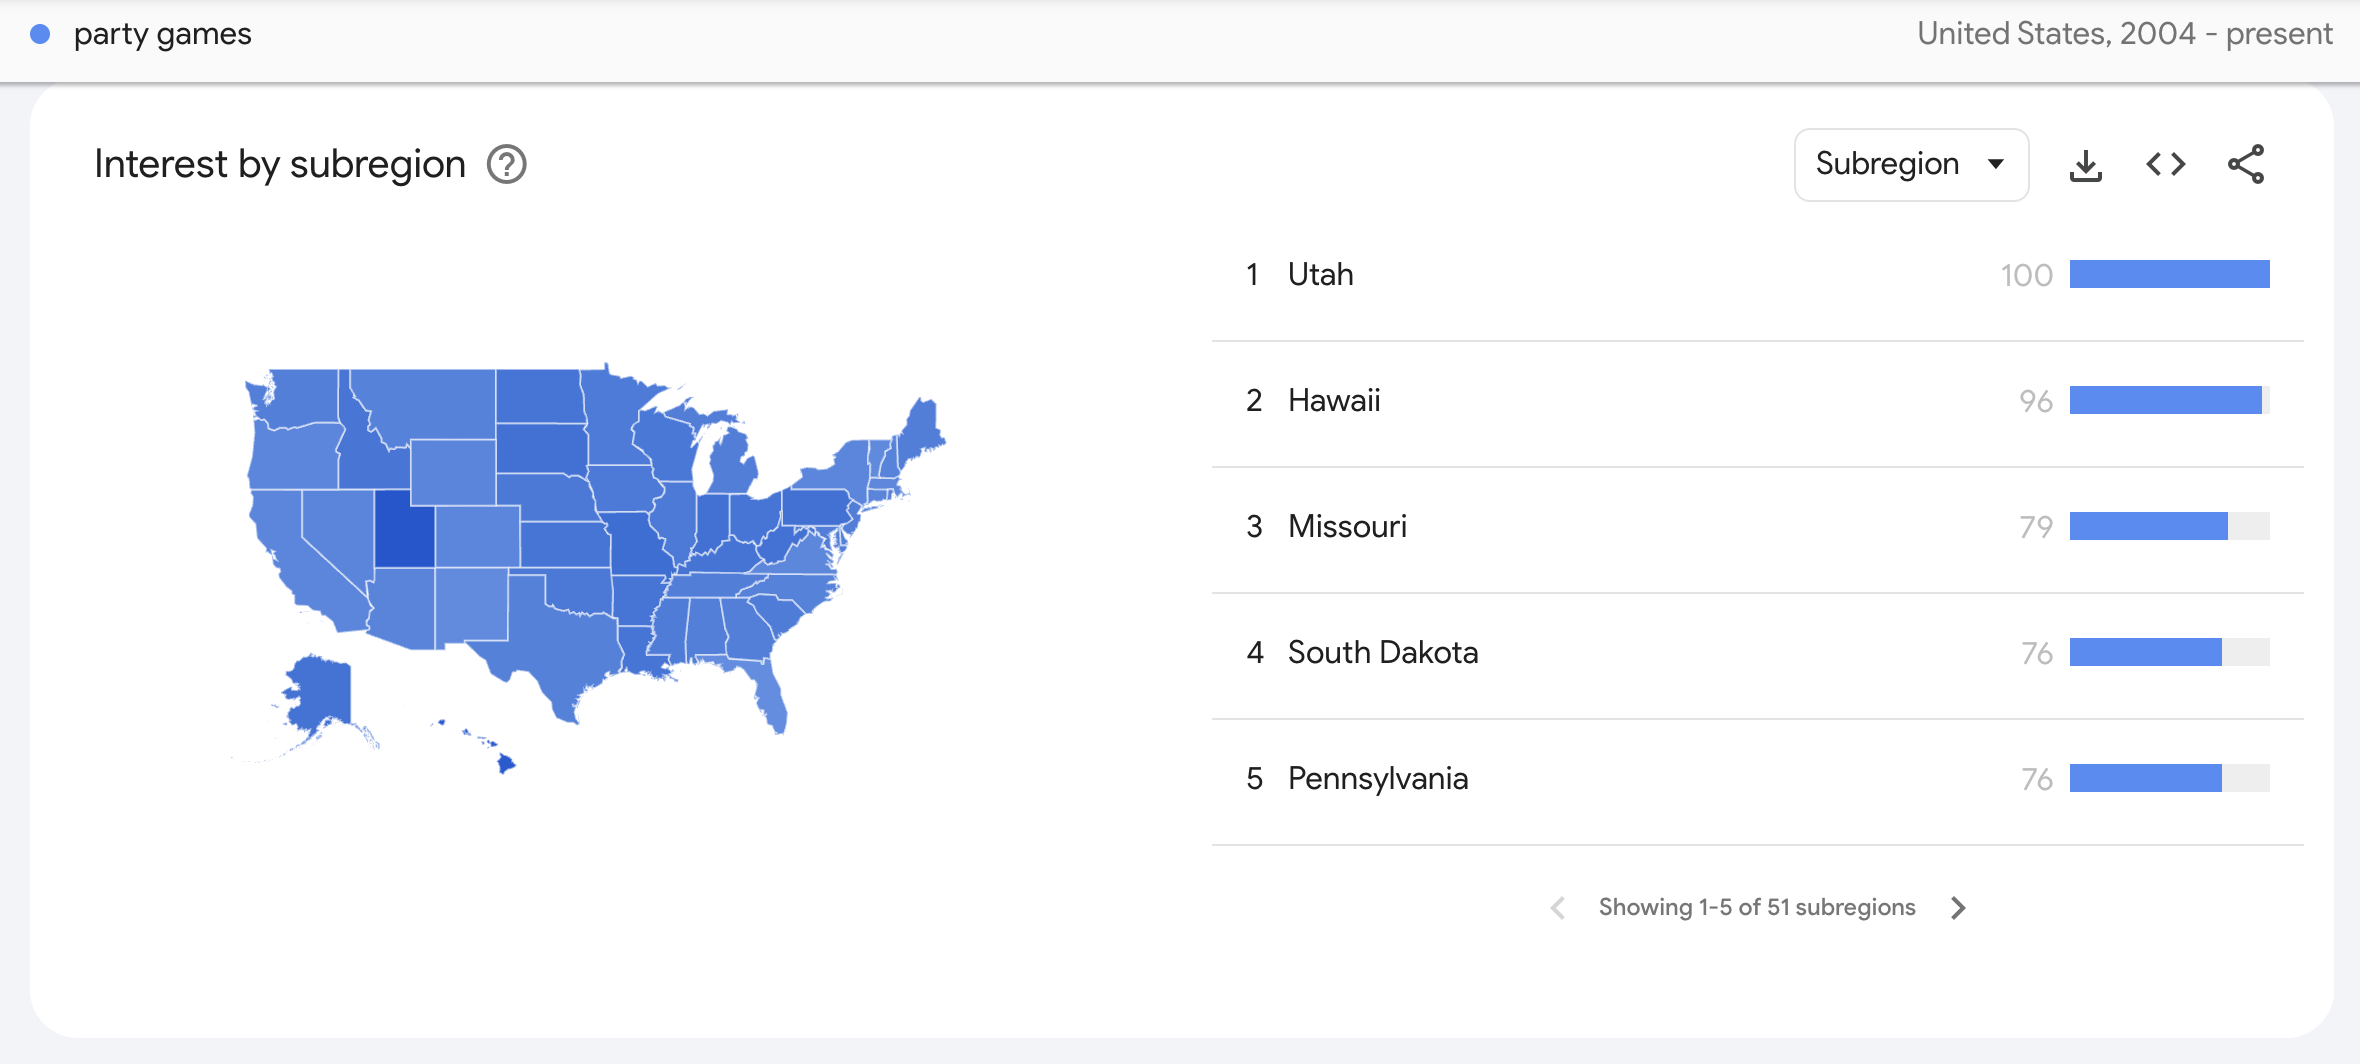 party games
United States, 2004 - present
Interest by subregion
Subregion
1 Utah 100
2 Hawaii 96
3 Missouri 79
4 South Dakota 76
5 Pennsylvania 76
Showing 1-5 of 51 subregions